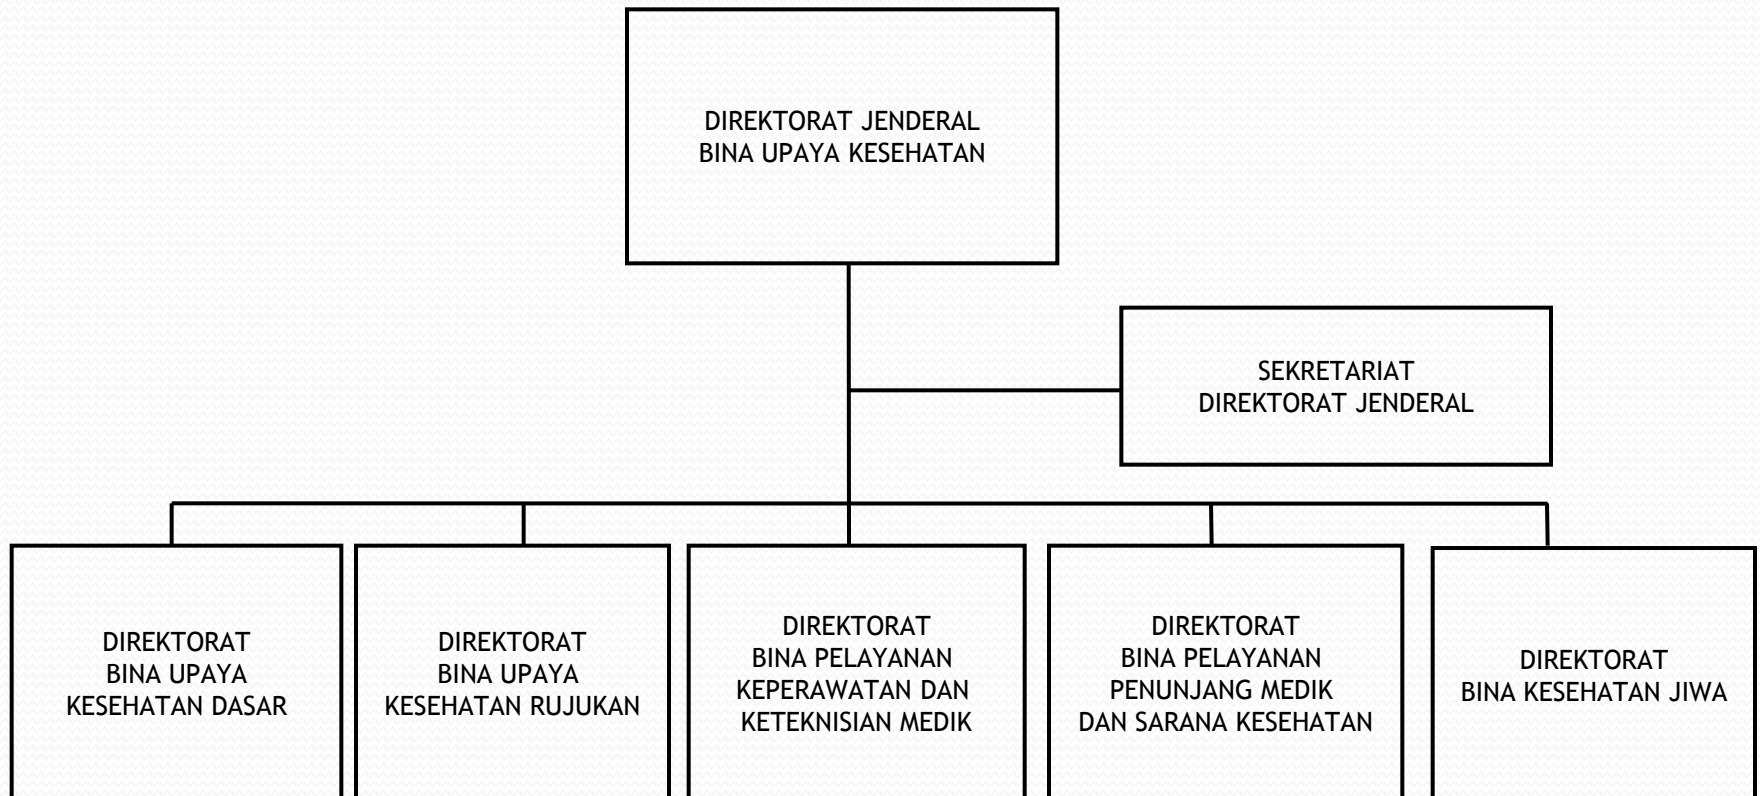 DIREKTORAT JENDERAL
BINA UPAYA KESEHATAN
SEKRETARIAT
DIREKTORAT JENDERAL
DIREKTORAT
BINA UPAYA
KESEHATAN DASAR
DIREKTORAT
BINA UPAYA
KESEHATAN RUJUKAN
DIREKTORAT
BINA PELAYANAN
KEPERAWATAN DAN
KETEKNISIAN MEDIK
DIREKTORAT
BINA PELAYANAN
PENUNJANG MEDIK
DAN SARANA KESEHATAN
DIREKTORAT
BINA KESEHATAN JIWA